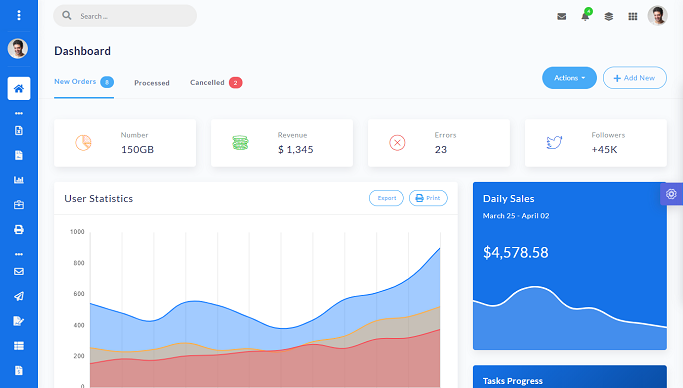 Search ...
4
Dashboard
New Orders 8 Processed Cancelled 2
Actions
Add New
Number
150GB
Revenue
$ 1,345
Errors
23
Followers
+45K
User Statistics
Export
Print
1000
800
600
400
200
0
Daily Sales
March 25 - April 02
$4,578.58
Tasks Progress